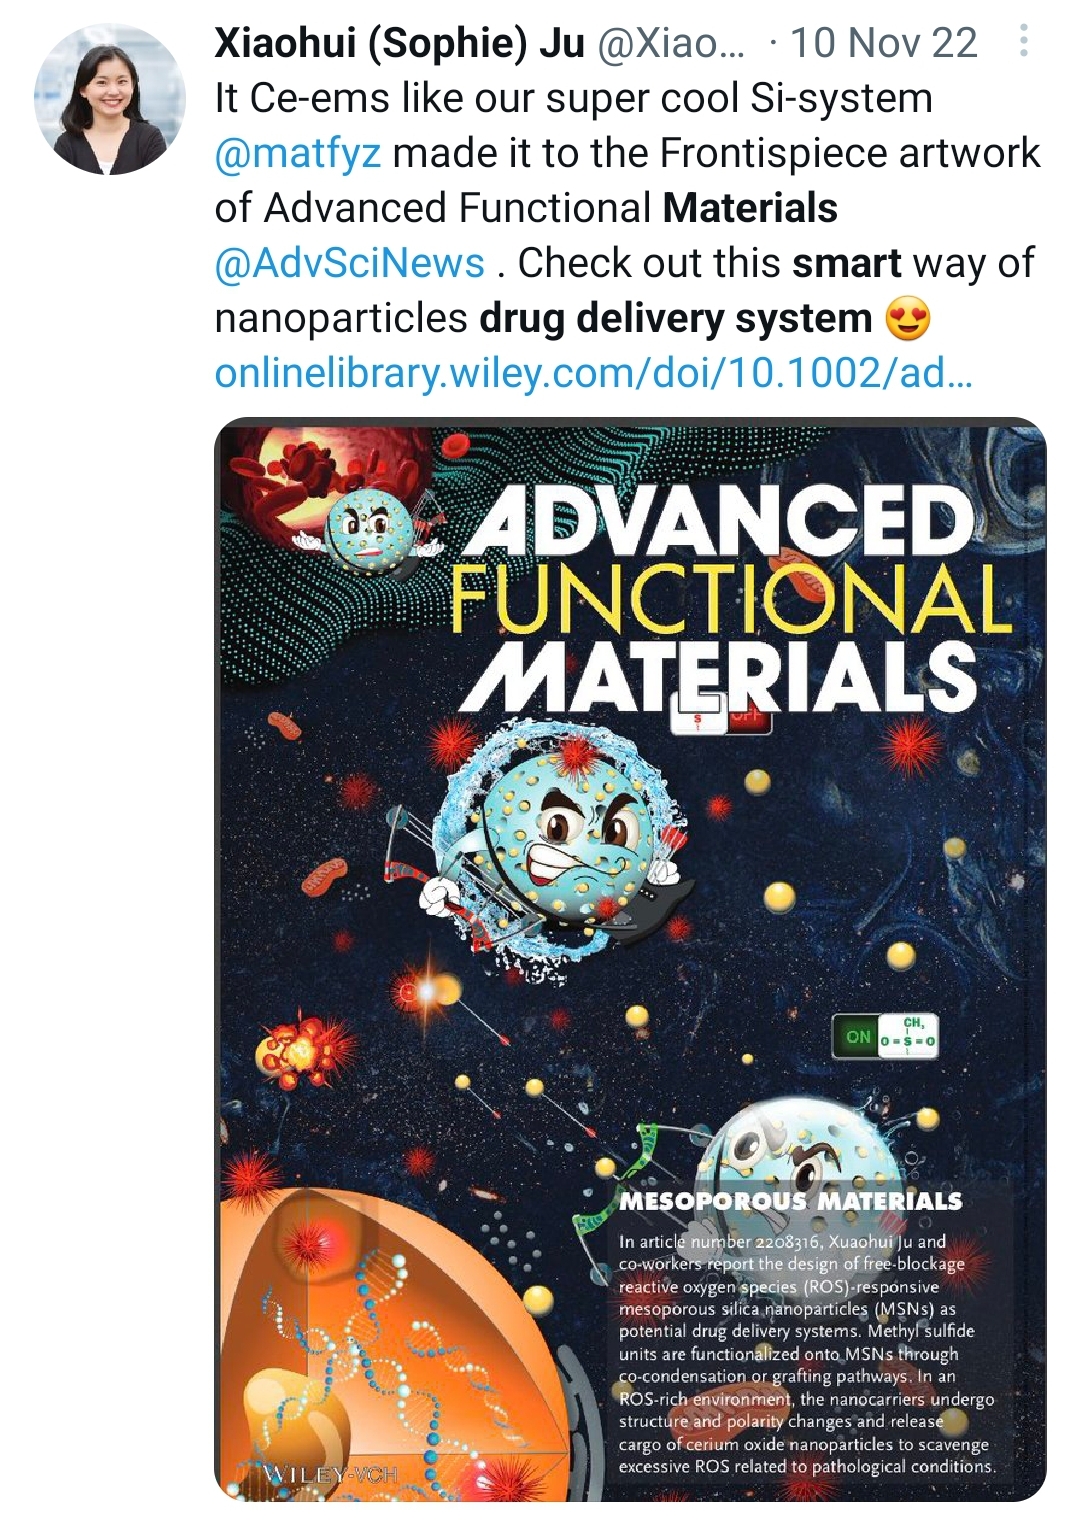 Xiaohui (Sophie) Ju @Xiao... · 10 Nov 22
It Ce-ems like our super cool Si-system
@matfyz made it to the Frontispiece artwork
of Advanced Functional Materials
@AdvSciNews . Check out this smart way of
nanoparticles drug delivery system 😍
onlinelibrary.wiley.com/doi/10.1002/ad...
ADVANCED
FUNCTIONAL
MATERIALS
S OFF
ON
CH₃
O = S = O
MESOPOROUS MATERIALS
In article number 2208316, Xuaohui Ju and
co-workers report the design of free-blockage
reactive oxygen species (ROS)-responsive
mesoporous silica nanoparticles (MSNs) as
potential drug delivery systems. Methyl sulfide
units are functionalized onto MSNs through
co-condensation or grafting pathways. In an
ROS-rich environment, the nanocarriers undergo
structure and polarity changes and release
cargo of cerium oxide nanoparticles to scavenge
excessive ROS related to pathological conditions.
WILEY-VCH